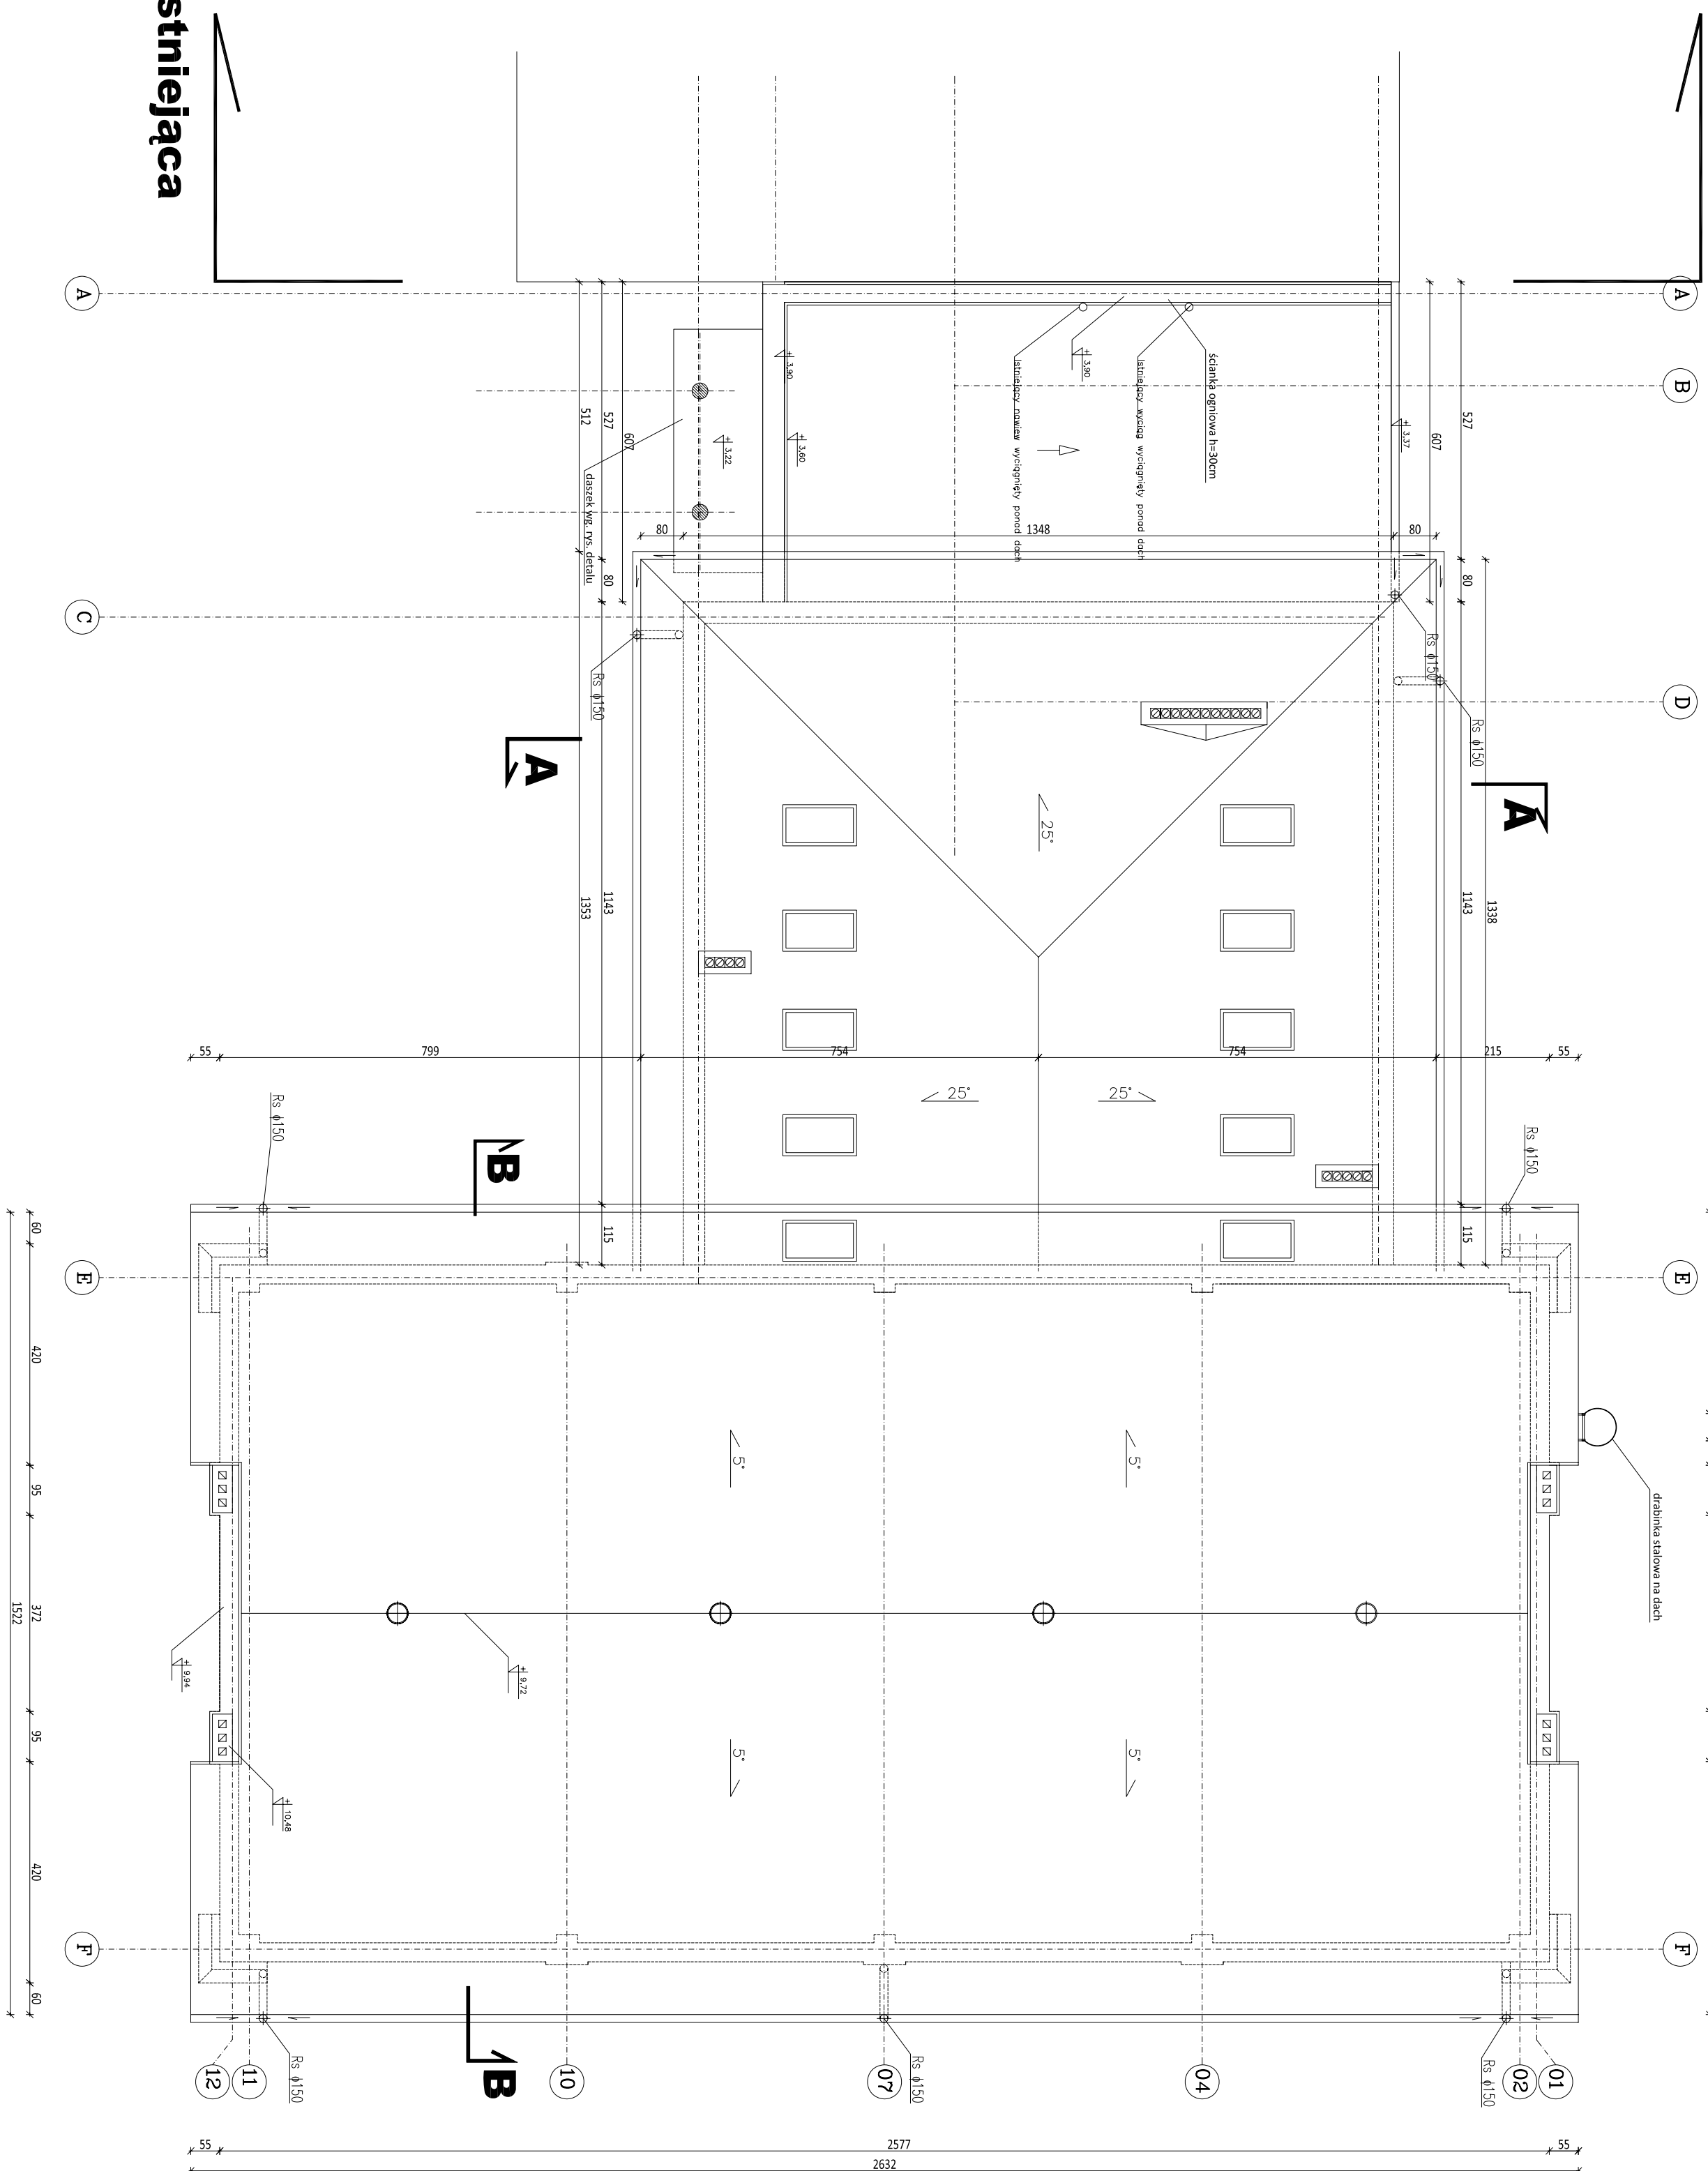 stniejąca
A
A
B
C
D
E
E
F
F
527
607
527
607
512
+ 3,90
+ 3,90
+ 3,37
+ 3,60
+ 3,22
ścianka ogniowa h=30cm
istniejący wyciąg wyciągnięty ponad dach
istniejący nawiew wyciągnięty ponad dach
daszek wg. rys. detalu
80
1348
80
80
80
Rs ϕ150
Rs ϕ150
Rs ϕ150
A
A
25°
1143
1338
1143
1353
55
799
754
754
215
55
25°
25°
Rs ϕ150
Rs ϕ150
B
115
115
60
420
95
372
95
420
60
1522
drabinka stalowa na dach
5°
5°
5°
5°
+ 9,94
+ 9,72
+ 10,48
B
Rs ϕ150
Rs ϕ150
Rs ϕ150
12
11
10
07
04
02
01
55
2577
55
2632